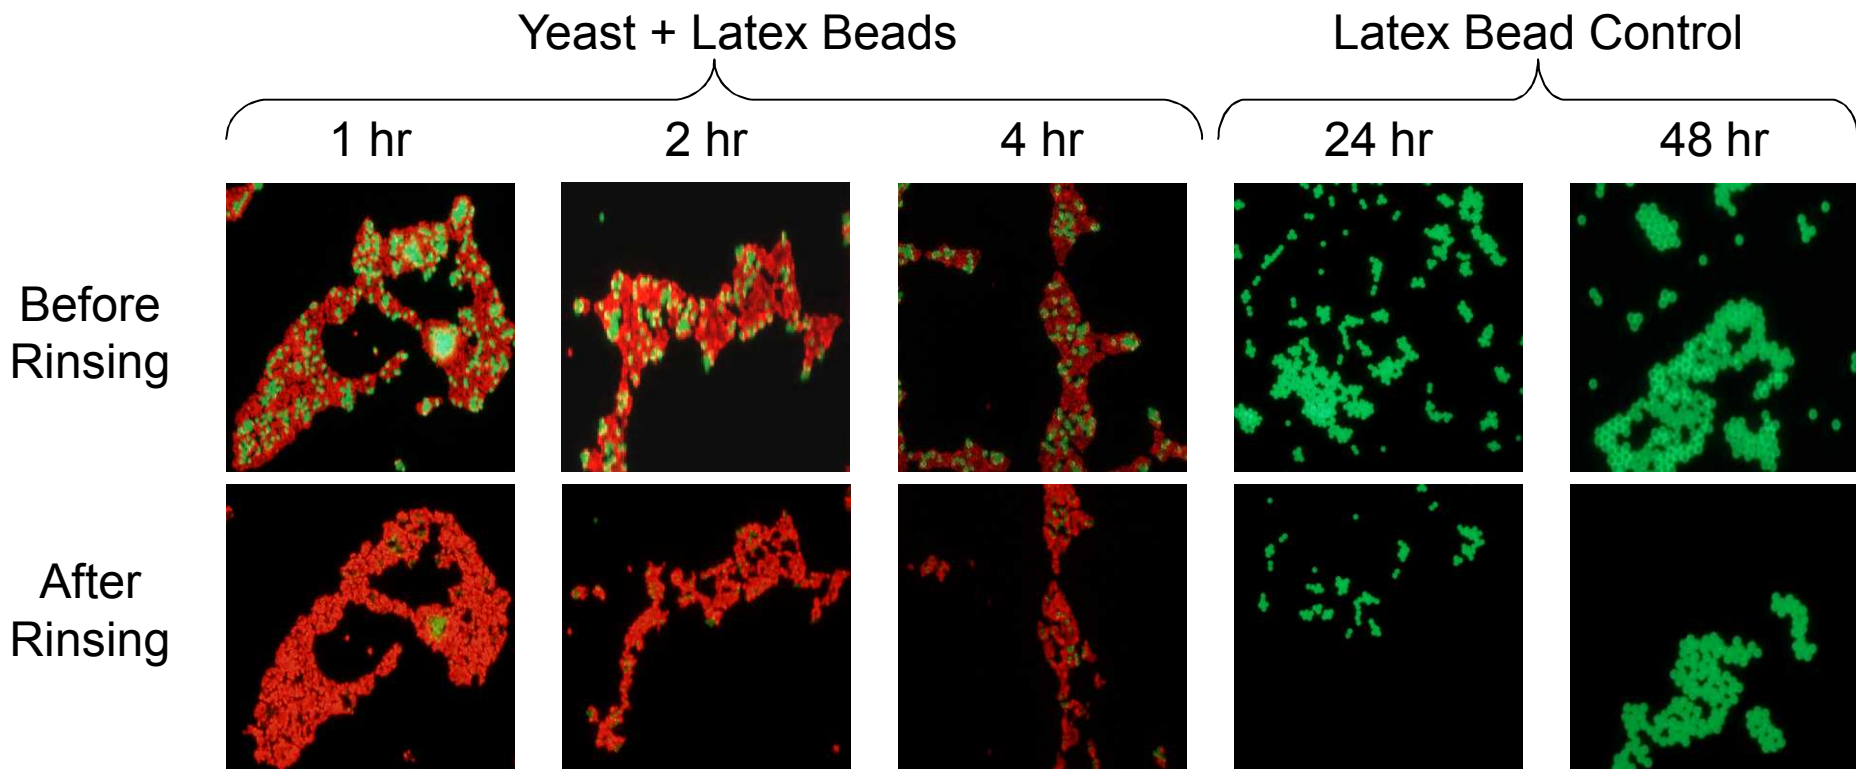 Yeast + Latex Beads
Latex Bead Control
1 hr
2 hr
4 hr
24 hr
48 hr
Before
Rinsing
After
Rinsing